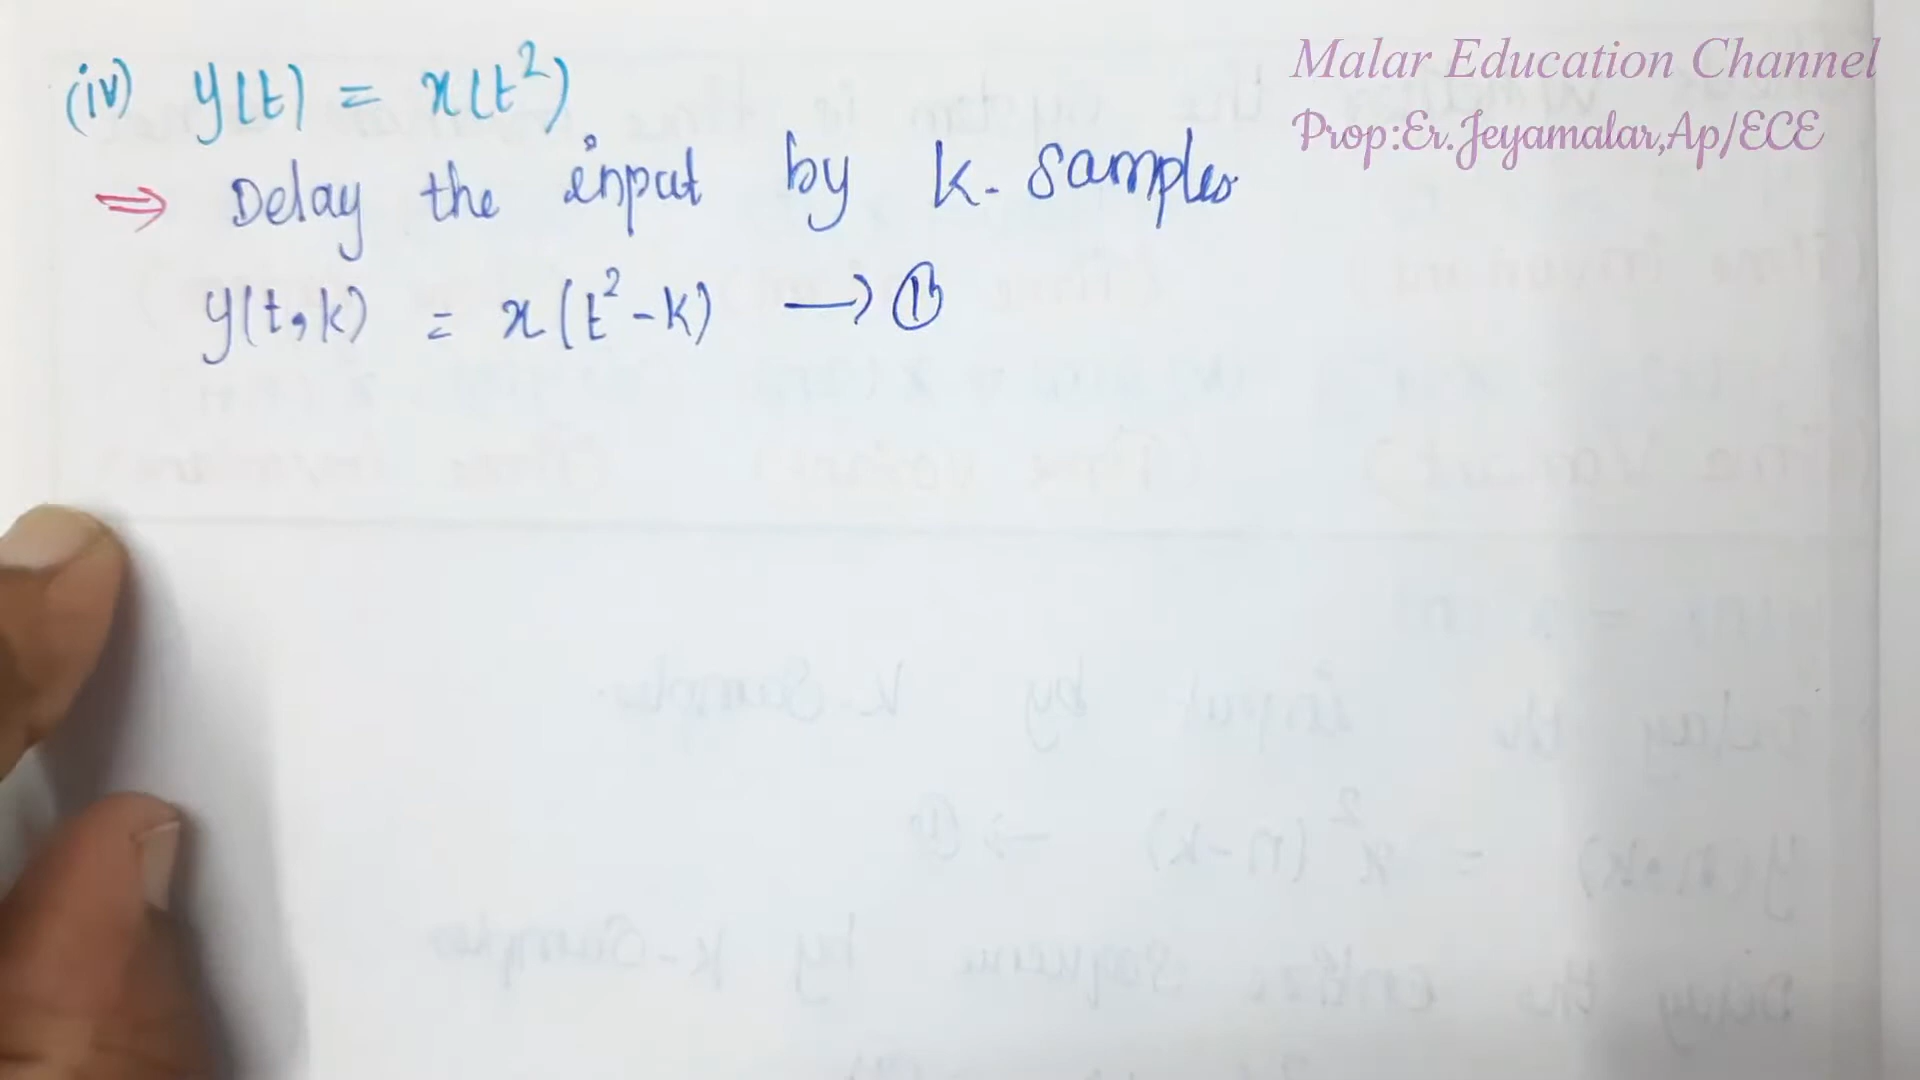 Malar Education Channel
Prop:Er.Jeyamalar,Ap/ECE
(iv) y(t) = x(t²)
⇒ Delay the input by k-samples
y(t,k) = x(t²-k) → ①